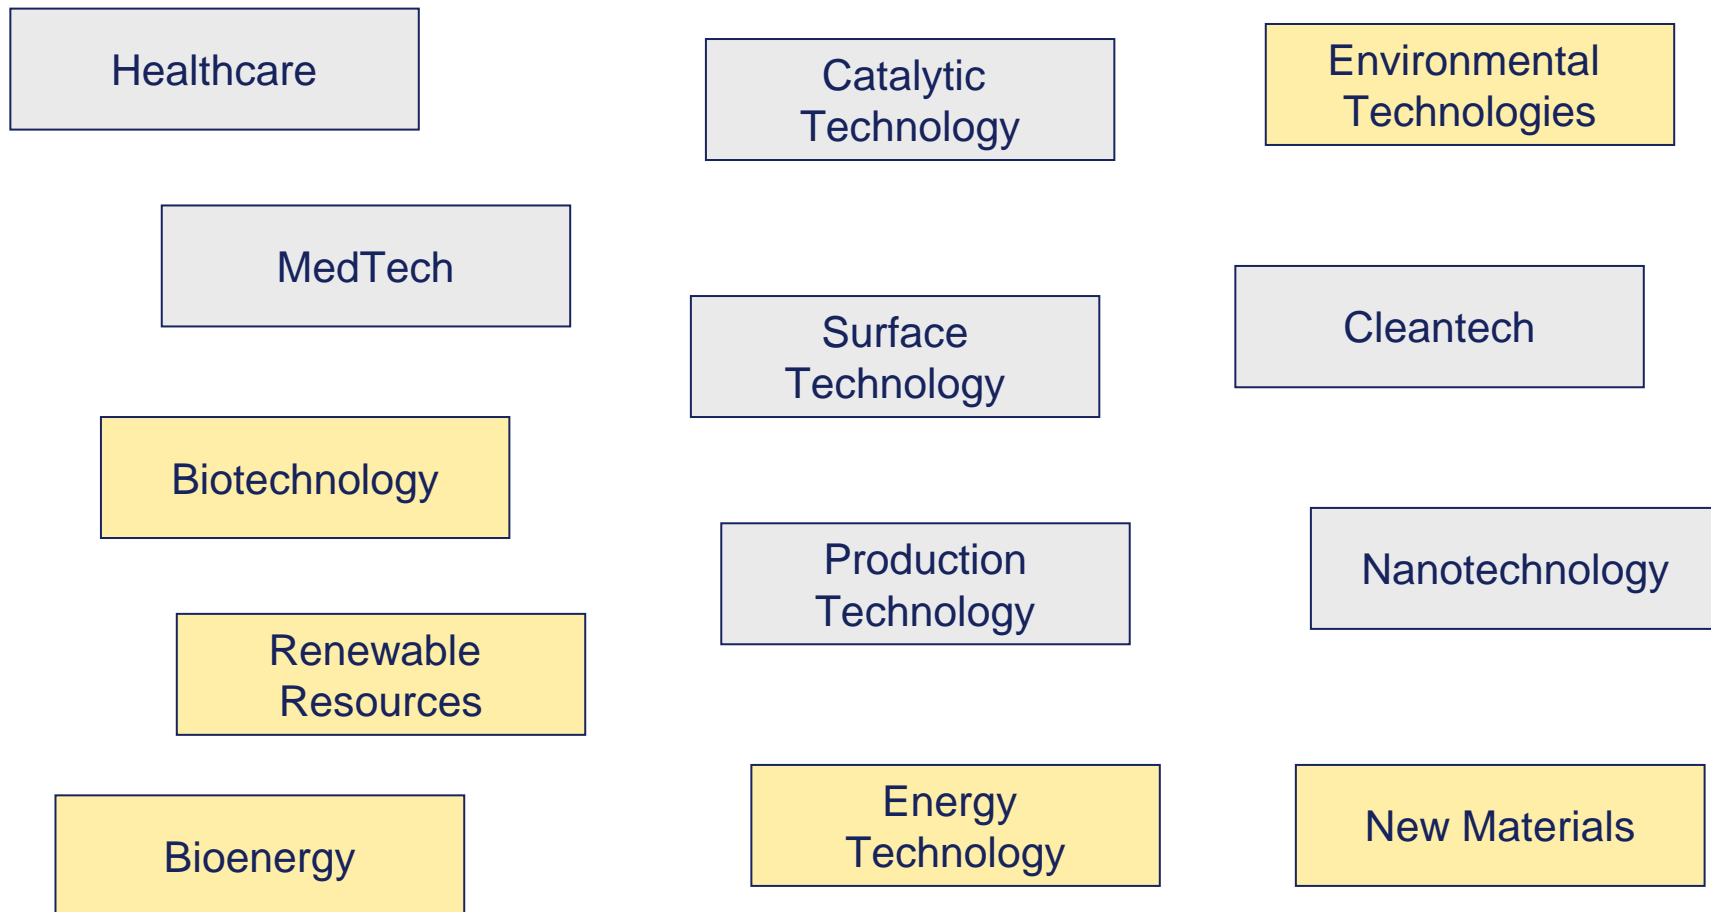 Healthcare
MedTech
Biotechnology
Renewable
Resources
Bioenergy
Catalytic
Technology
Surface
Technology
Production
Technology
Energy
Technology
Environmental
Technologies
Cleantech
Nanotechnology
New Materials